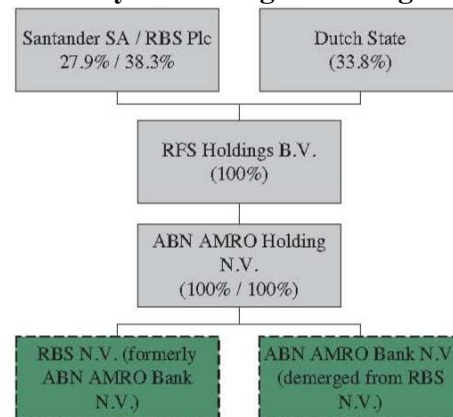 Santander SA / RBS Plc
27.9% / 38.3%
Dutch State
(33.8%)
RFS Holdings B.V.
(100%)
ABN AMRO Holding
N.V.
(100% / 100%)
RBS N.V. (formerly
ABN AMRO Bank
N.V.)
ABN AMRO Bank N.V
(demerged from RBS
N.V.)